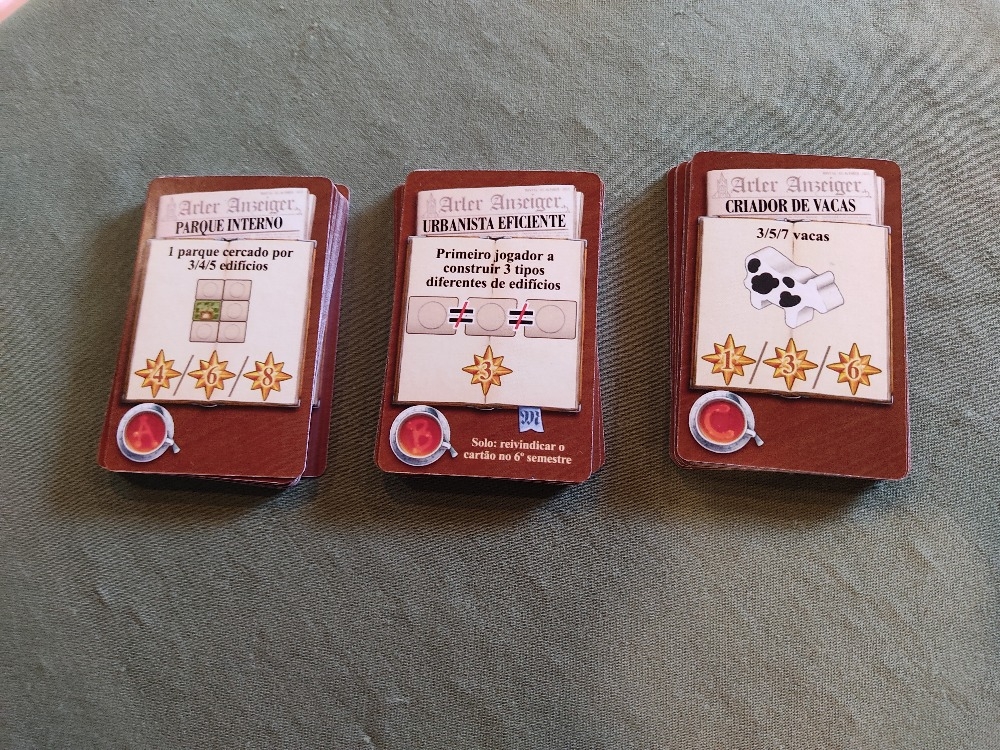 Arler Anzeiger
PARQUE INTERNO
1 parque cercado por
3/4/5 edifícios
4/6/8
A
Arler Anzeiger
URBANISTA EFICIENTE
Primeiro jogador a
construir 3 tipos
diferentes de edifícios
3
B
Solo: reivindicar o
cartão no 6º semestre
Arler Anzeiger
CRIADOR DE VACAS
3/5/7 vacas
1/3/6
C